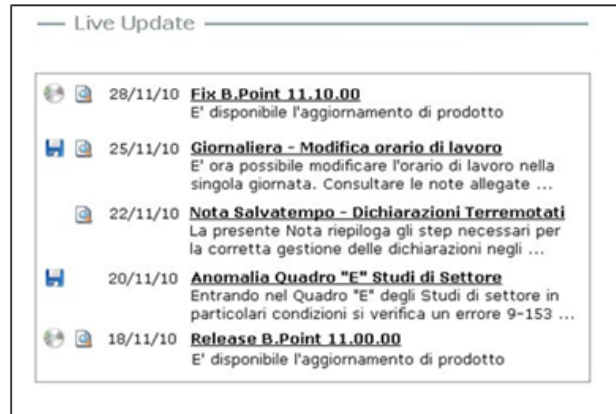 Live Update
28/11/10 Fix B.Point 11.10.00
E' disponibile l'aggiornamento di prodotto
25/11/10 Giornaliera - Modifica orario di lavoro
E' ora possibile modificare l'orario di lavoro nella
singola giornata. Consultare le note allegate ...
22/11/10 Nota Salvatempo - Dichiarazioni Terremotati
La presente Nota riepiloga gli step necessari per
la corretta gestione delle dichiarazioni negli ...
20/11/10 Anomalia Quadro "E" Studi di Settore
Entrando nel Quadro "E" degli Studi di settore in
particolari condizioni si verifica un errore 9-153 ...
18/11/10 Release B.Point 11.00.00
E' disponibile l'aggiornamento di prodotto